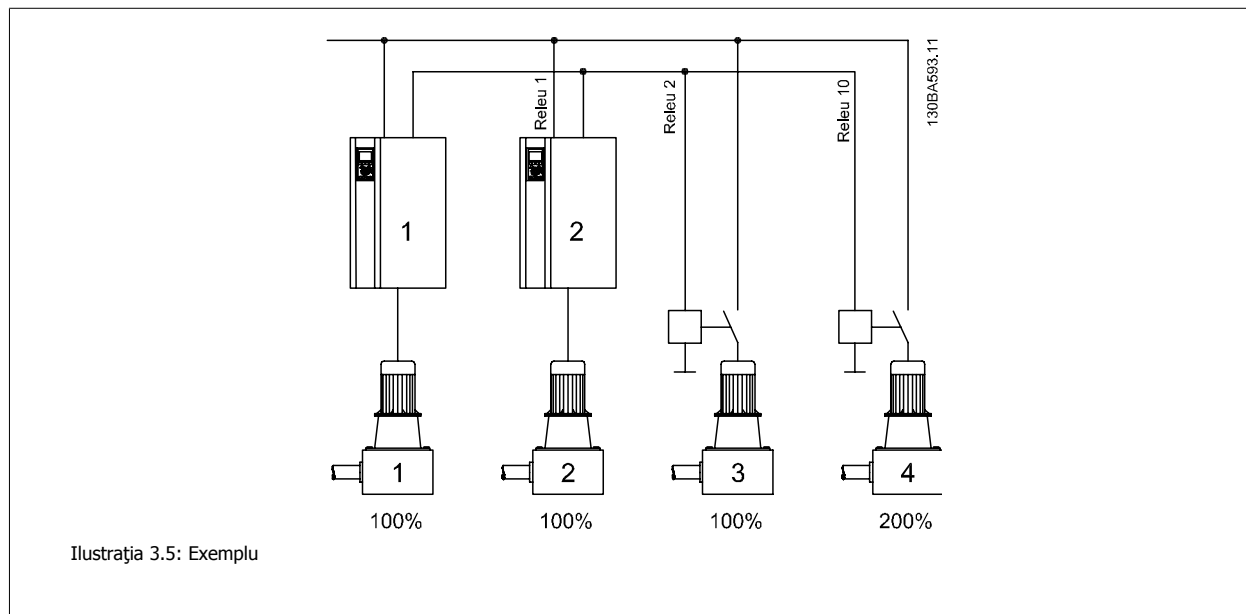 130BA593.11
Releu 1
Releu 2
Releu 10
1
2
1
2
3
4
100%
100%
100%
200%
Ilustraţia 3.5: Exemplu